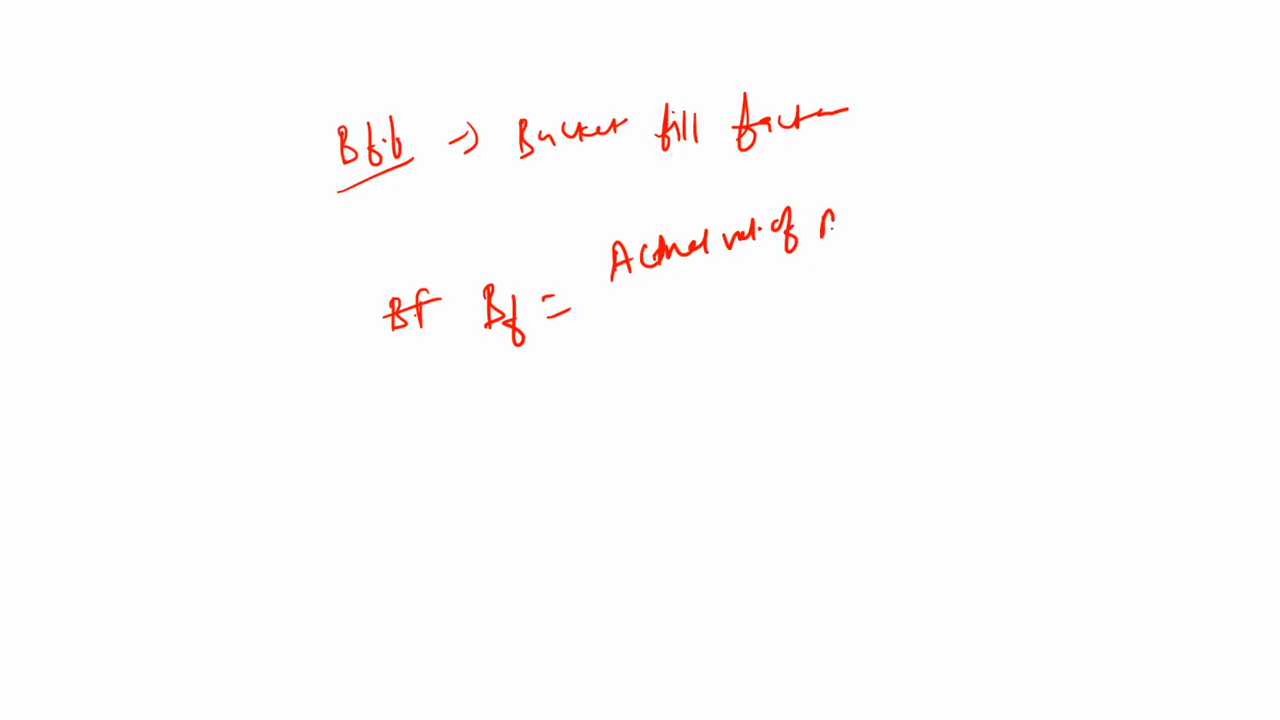 B f.f => Bucket fill factor
Actual vol. of
Bf Bf =